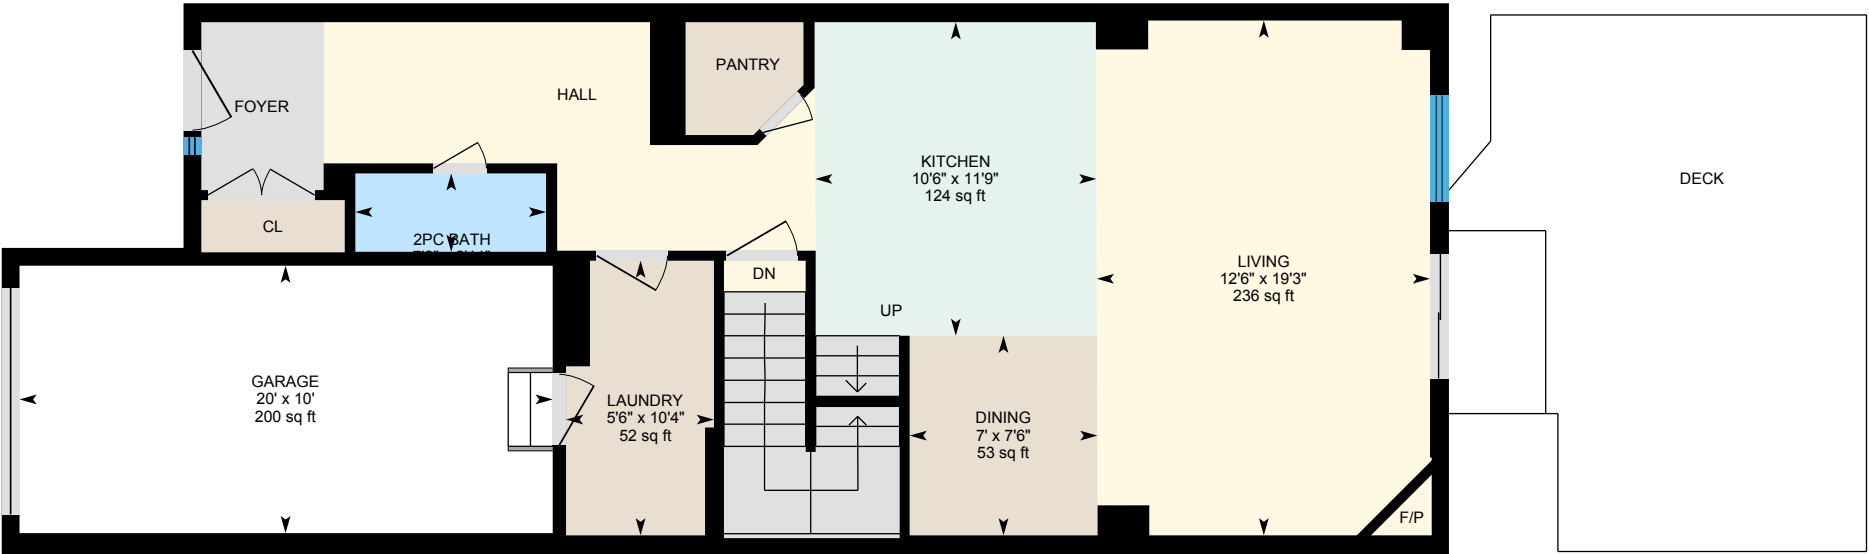 FOYER
HALL
PANTRY
CL
2PC BATH
KITCHEN
10'6" x 11'9"
124 sq ft
DECK
LIVING
12'6" x 19'3"
236 sq ft
DN
UP
GARAGE
20' x 10'
200 sq ft
LAUNDRY
5'6" x 10'4"
52 sq ft
DINING
7' x 7'6"
53 sq ft
F/P